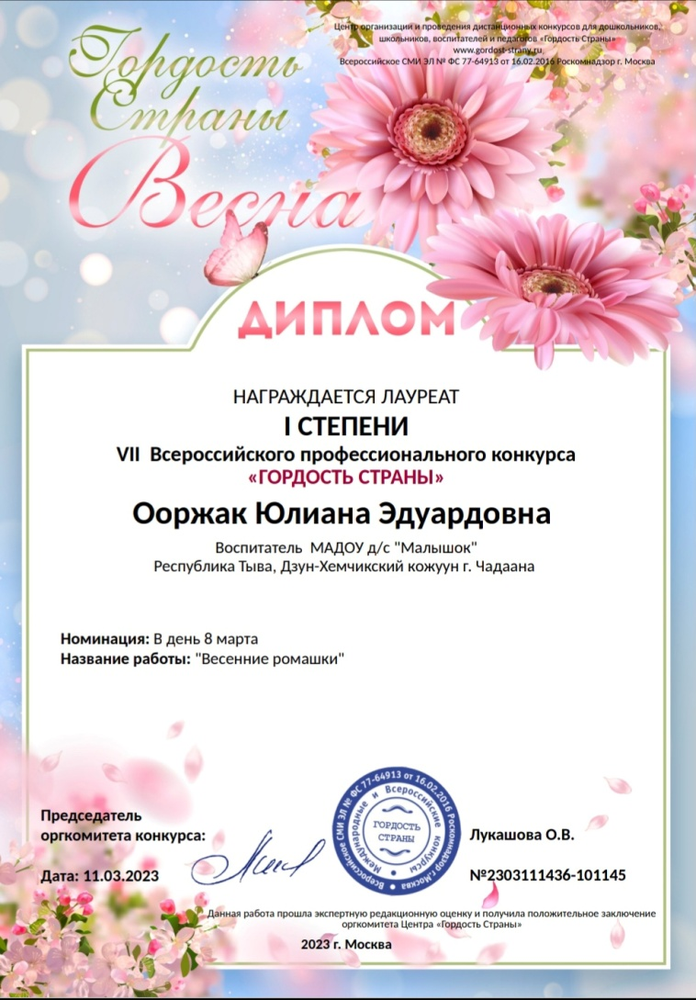 Гордость
Страны
Весна
Центр организации и проведения дистанционных конкурсов для дошкольников,
школьников, воспитателей и педагогов «Гордость Страны»
www.gordost-strany.ru
Всероссийское СМИ ЭЛ № ФС 77-64913 от 16.02.2016 Роскомнадзор г. Москва
ДИПЛОМ
НАГРАЖДАЕТСЯ ЛАУРЕАТ
I СТЕПЕНИ
VII Всероссийского профессионального конкурса
«ГОРДОСТЬ СТРАНЫ»
Ооржак Юлиана Эдуардовна
Воспитатель МАДОУ д/с "Малышок"
Республика Тыва, Дзун-Хемчикский кожуун г. Чадаана
Номинация: В день 8 марта
Название работы: "Весенние ромашки"
Председатель
оргкомитета конкурса:
Лукашова О.В.
Дата: 11.03.2023
№2303111436-101145
Всероссийское СМИ ЭЛ № ФС 77-64913 от 16.02.2016 Роскомнадзор г.Москва
Международные и Всероссийские конкурсы
ГОРДОСТЬ
СТРАНЫ
Данная работа прошла экспертную редакционную оценку и получила положительное заключение
оргкомитета Центра «Гордость Страны»
2023 г. Москва